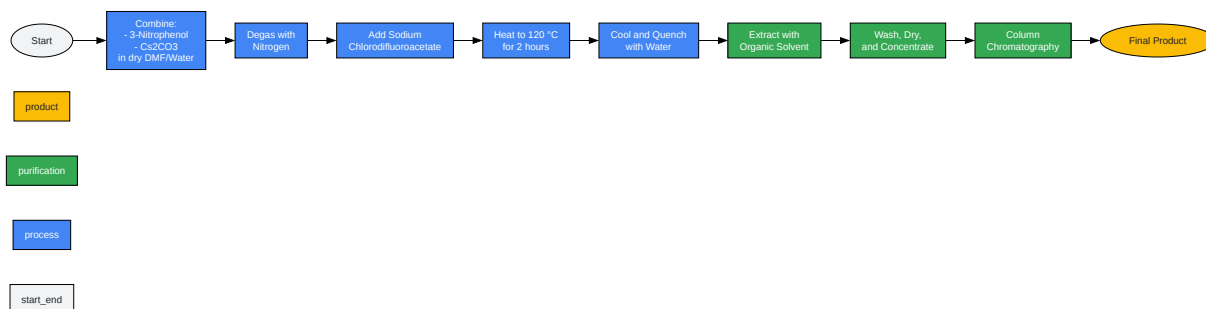 Start
Combine:
- 3-Nitrophenol
- Cs2CO3
in dry DMF/Water
Degas with
Nitrogen
Add Sodium
Chlorodifluoroacetate
Heat to 120 °C
for 2 hours
Cool and Quench
with Water
Extract with
Organic Solvent
Wash, Dry,
and Concentrate
Column
Chromatography
Final Product
product
purification
process
start_end